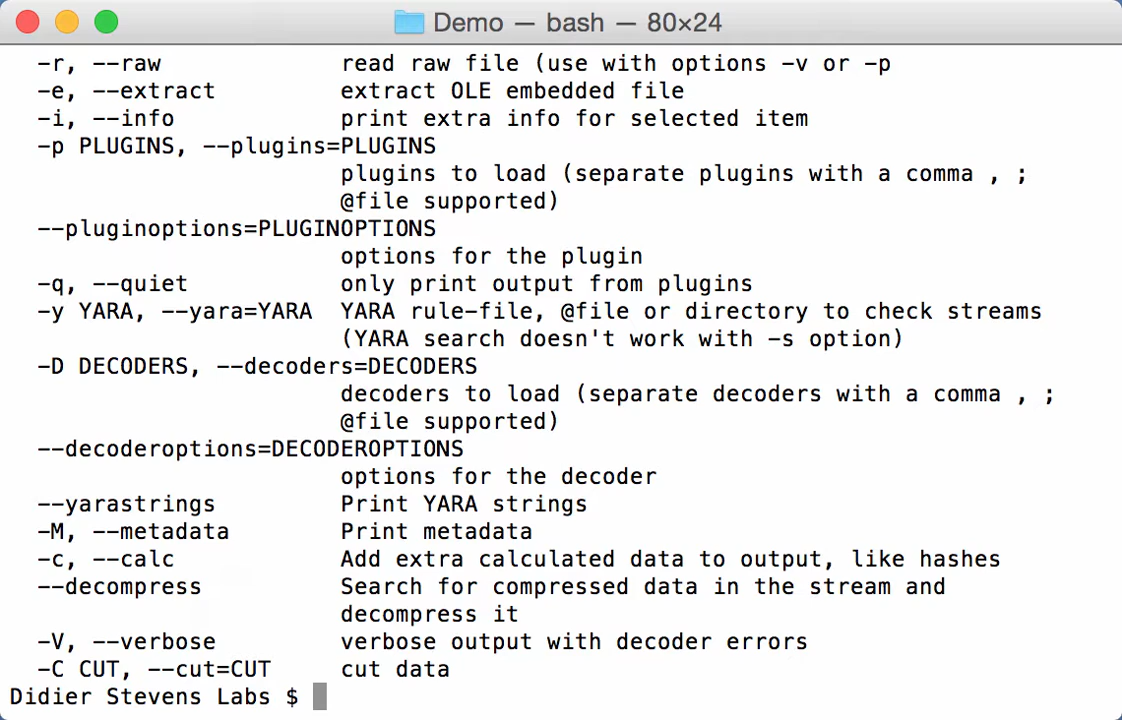 Demo — bash — 80×24
-r, --raw read raw file (use with options -v or -p
-e, --extract extract OLE embedded file
-i, --info print extra info for selected item
-p PLUGINS, --plugins=PLUGINS
plugins to load (separate plugins with a comma , ;
@file supported)
--pluginoptions=PLUGINOPTIONS
options for the plugin
-q, --quiet only print output from plugins
-y YARA, --yara=YARA YARA rule-file, @file or directory to check streams
(YARA search doesn't work with -s option)
-D DECODERS, --decoders=DECODERS
decoders to load (separate decoders with a comma , ;
@file supported)
--decoderoptions=DECODEROPTIONS
options for the decoder
--yarastrings Print YARA strings
-M, --metadata Print metadata
-c, --calc Add extra calculated data to output, like hashes
--decompress Search for compressed data in the stream and
decompress it
-V, --verbose verbose output with decoder errors
-C CUT, --cut=CUT cut data
Didier Stevens Labs $